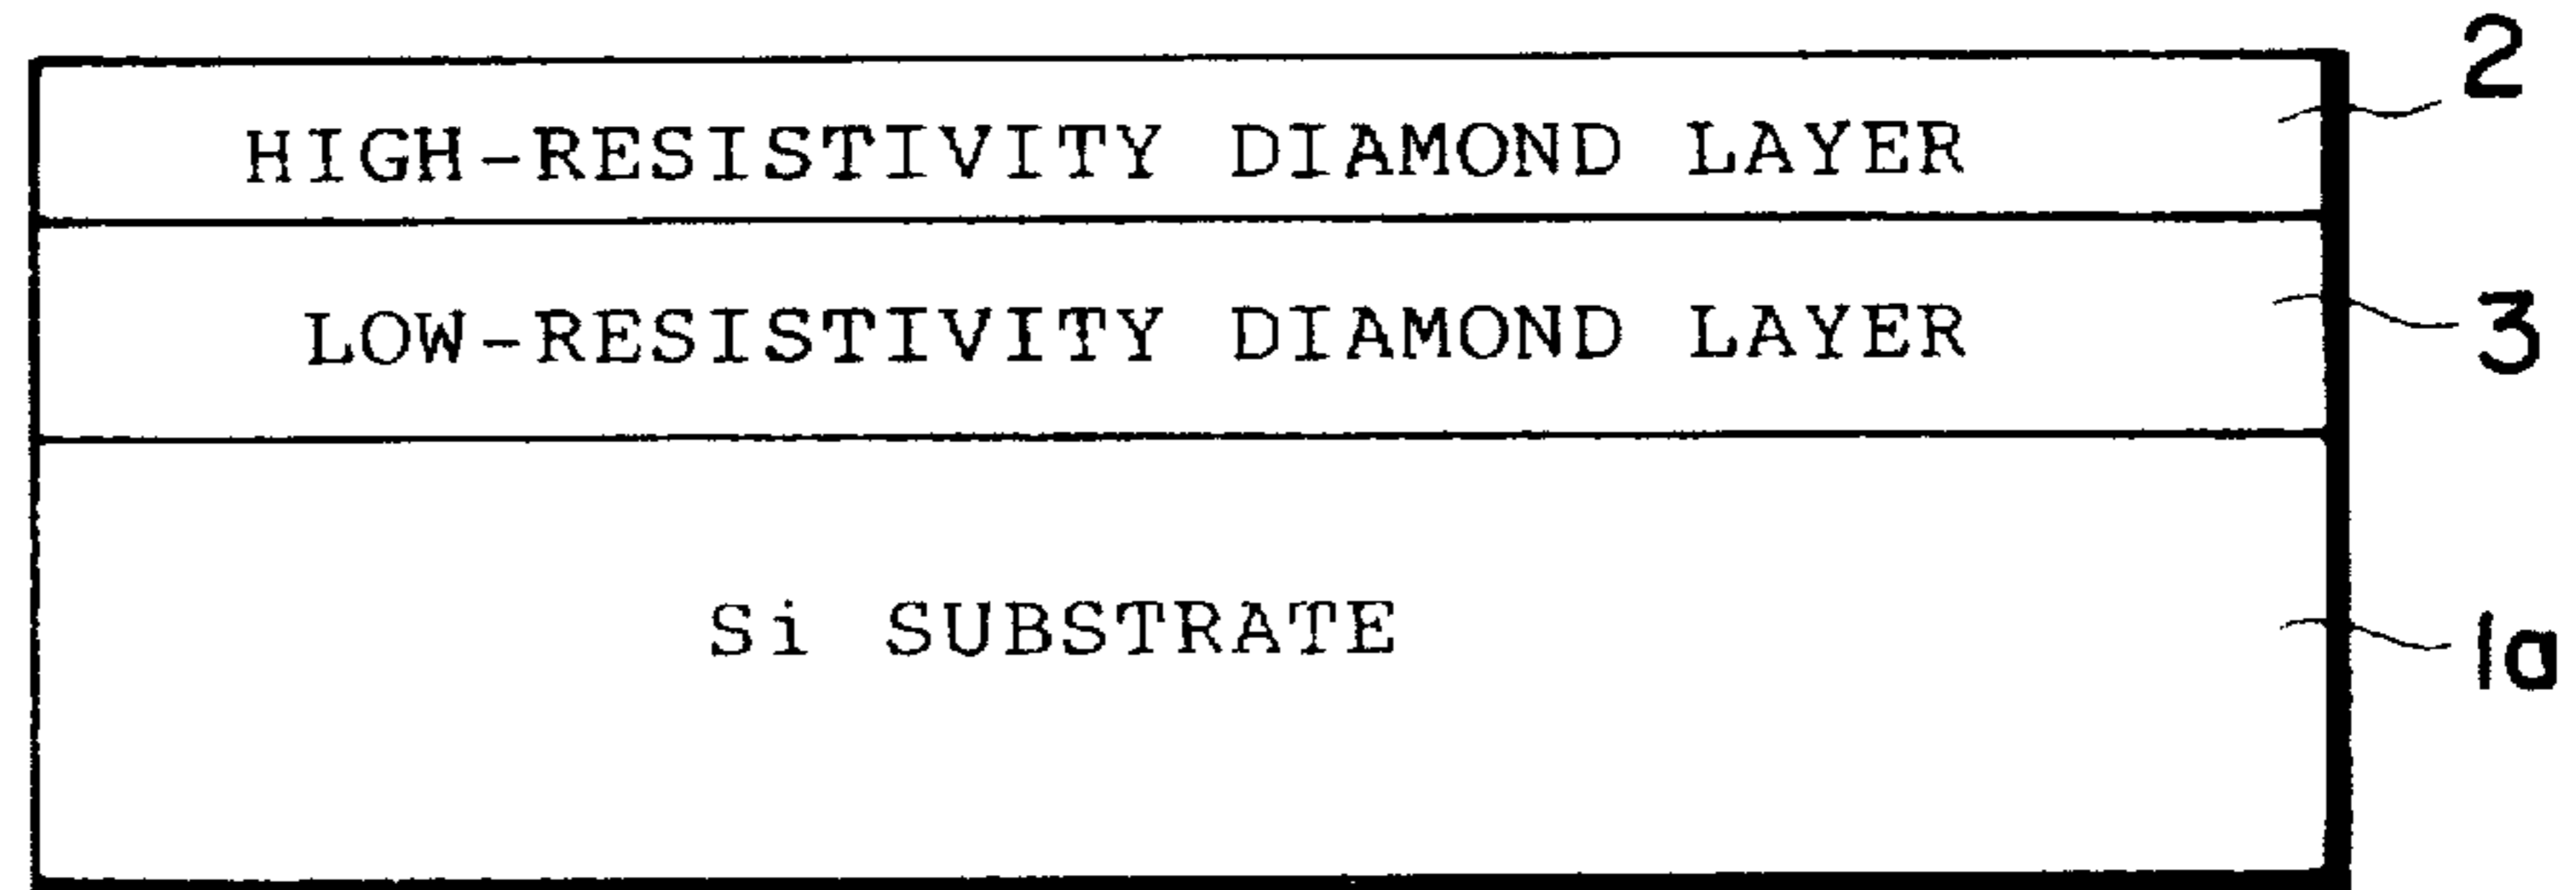 2
HIGH-RESISTIVITY DIAMOND LAYER
LOW-RESISTIVITY DIAMOND LAYER
3
Si SUBSTRATE
1a